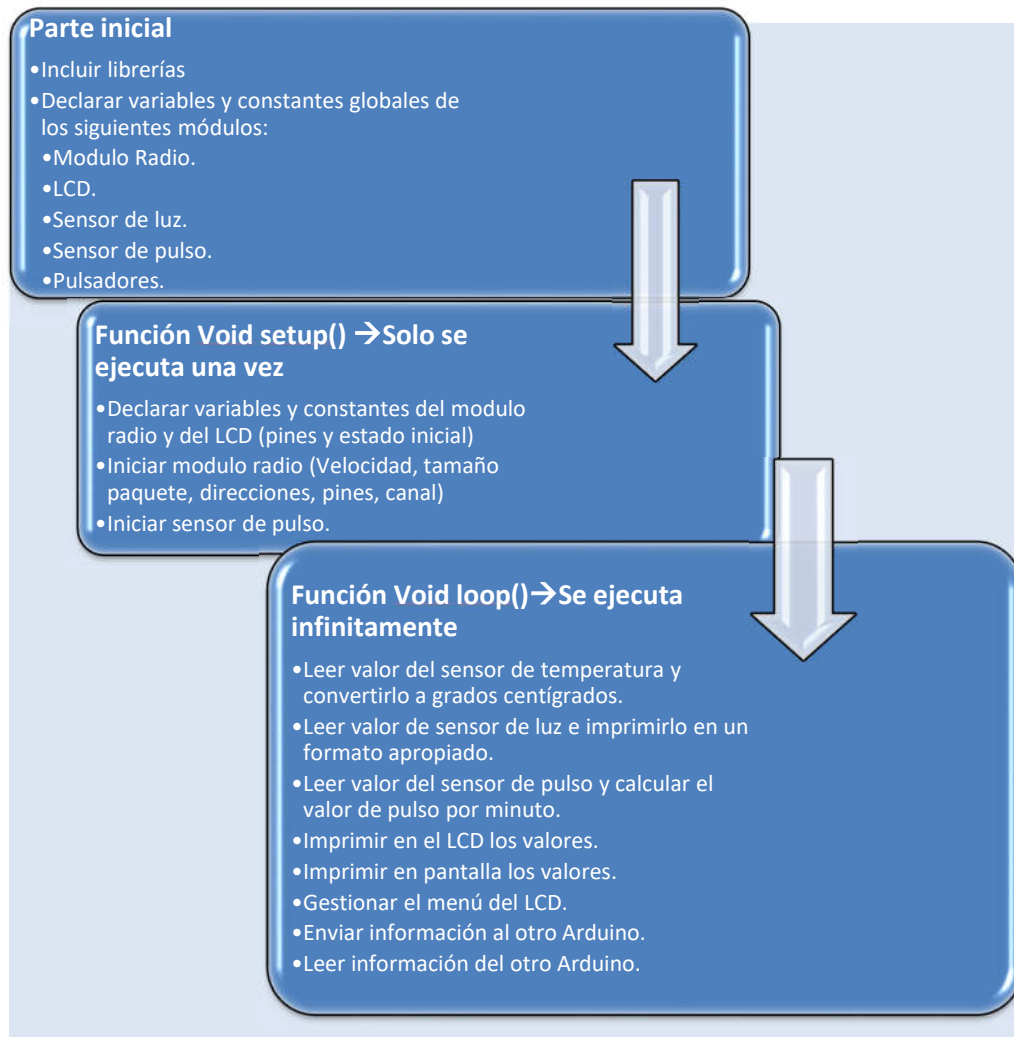 Parte inicial
•Incluir librerías
•Declarar variables y constantes globales de
los siguientes módulos:
•Modulo Radio.
•LCD.
•Sensor de luz.
•Sensor de pulso.
•Pulsadores.
Función Void setup() →Solo se
ejecuta una vez
•Declarar variables y constantes del modulo
radio y del LCD (pines y estado inicial)
•Iniciar modulo radio (Velocidad, tamaño
paquete, direcciones, pines, canal)
•Iniciar sensor de pulso.
Función Void loop()→Se ejecuta
infinitamente
•Leer valor del sensor de temperatura y
convertirlo a grados centígrados.
•Leer valor de sensor de luz e imprimirlo en un
formato apropiado.
•Leer valor del sensor de pulso y calcular el
valor de pulso por minuto.
•Imprimir en el LCD los valores.
•Imprimir en pantalla los valores.
•Gestionar el menú del LCD.
•Enviar información al otro Arduino.
•Leer información del otro Arduino.